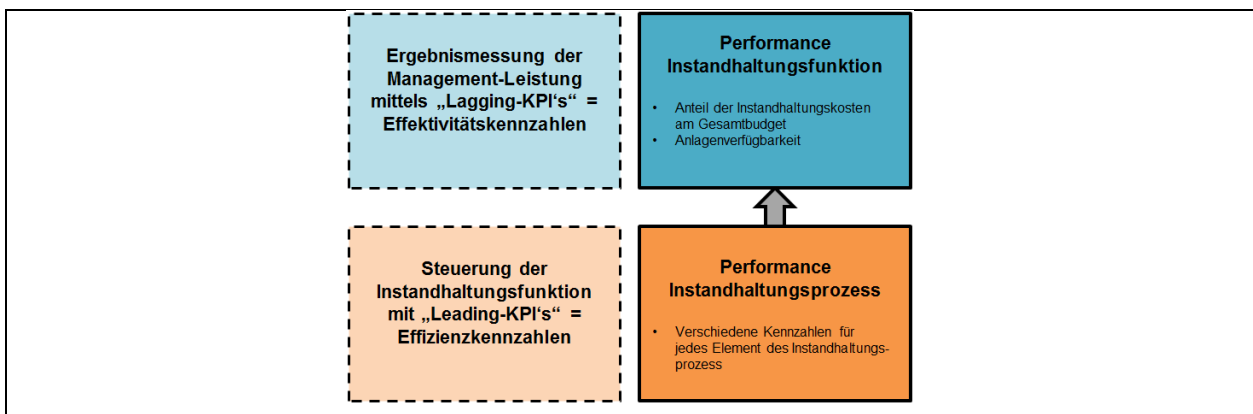 Ergebnismessung der
Management-Leistung
mittels „Lagging-KPI‘s“ =
Effektivitätskennzahlen
Performance
Instandhaltungsfunktion
• Anteil der Instandhaltungskosten
am Gesamtbudget
• Anlagenverfügbarkeit
Steuerung der
Instandhaltungsfunktion
mit „Leading-KPI‘s“ =
Effizienzkennzahlen
Performance
Instandhaltungsprozess
• Verschiedene Kennzahlen für
jedes Element des Instandhaltungs-
prozess